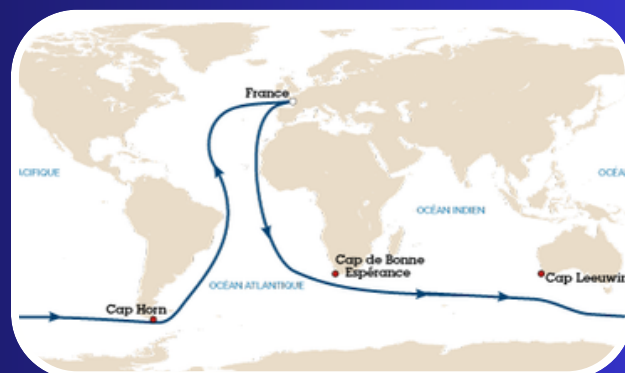 France
ACIFIQUE
OCÉA
OCÉAN INDIEN
Cap de Bonne
Espérance
Cap Leeuwin
OCÉAN ATLANTIQUE
Cap Horn